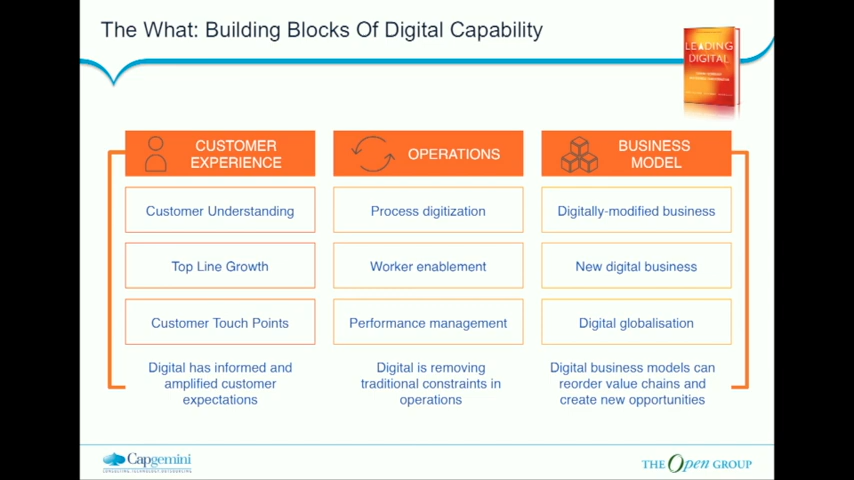 The What: Building Blocks Of Digital Capability
LEADING
DIGITAL
CUSTOMER
EXPERIENCE
OPERATIONS
BUSINESS
MODEL
Customer Understanding
Process digitization
Digitally-modified business
Top Line Growth
Worker enablement
New digital business
Customer Touch Points
Performance management
Digital globalisation
Digital has informed and
amplified customer
expectations
Digital is removing
traditional constraints in
operations
Digital business models can
reorder value chains and
create new opportunities
Capgemini
CONSULTING. TECHNOLOGY. OUTSOURCING
THE Open GROUP